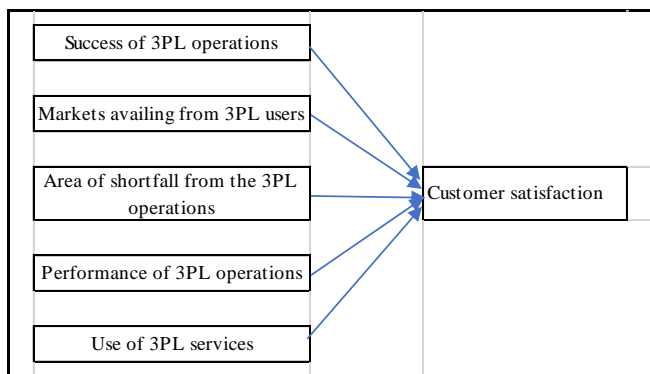 Success of 3PL operations
Markets availing from 3PL users
Area of shortfall from the 3PL
operations
Customer satisfaction
Performance of 3PL operations
Use of 3PL services